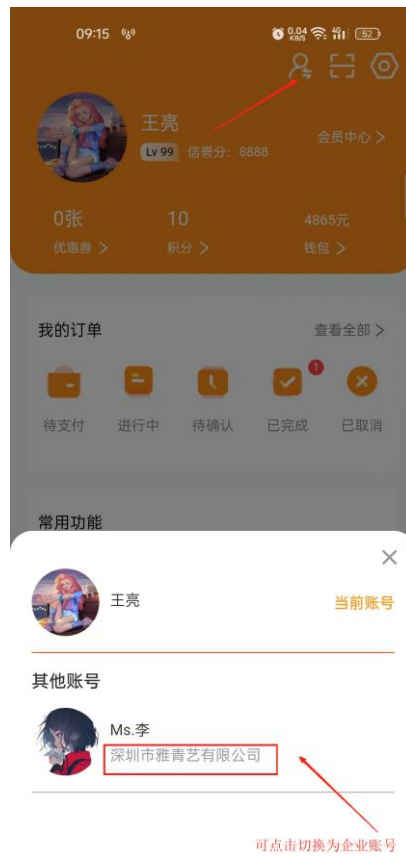 09:15
0.04 KB/S 4G 52
王亮
Lv 99 信誉分：8888
会员中心 >
0张 10 4865元
优惠券 > 积分 > 钱包 >
我的订单 查看全部 >
1
待支付 进行中 待确认 已完成 已取消
常用功能
王亮 当前账号
其他账号
Ms.李
深圳市雅青艺有限公司
可点击切换为企业账号